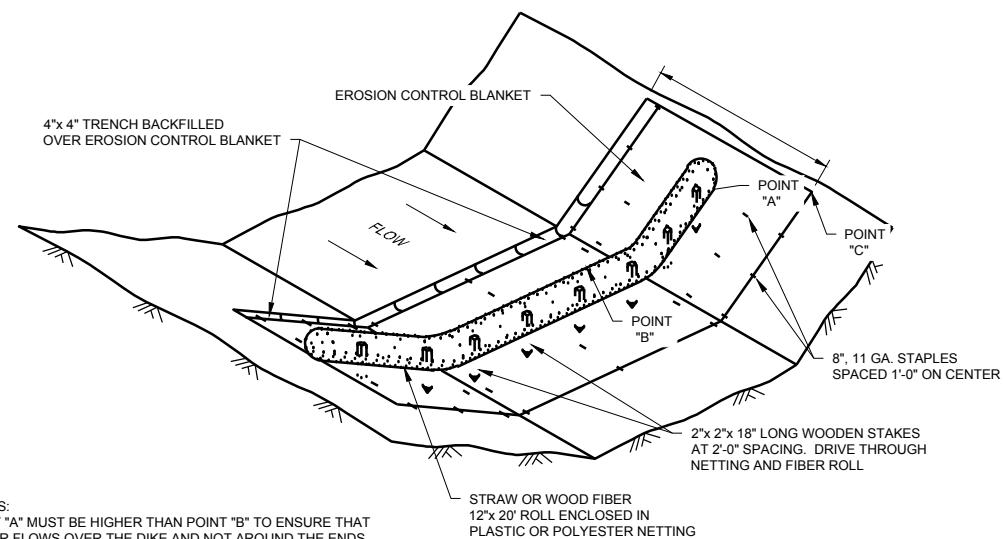 EROSION CONTROL BLANKET
4"x 4" TRENCH BACKFILLED
OVER EROSION CONTROL BLANKET
FLOW
POINT
"A"
POINT
"C"
POINT
"B"
8", 11 GA. STAPLES
SPACED 1'-0" ON CENTER
2"x 2"x 18" LONG WOODEN STAKES
AT 2'-0" SPACING. DRIVE THROUGH
NETTING AND FIBER ROLL
STRAW OR WOOD FIBER
12"x 20' ROLL ENCLOSED IN
PLASTIC OR POLYESTER NETTING
S:
"A" MUST BE HIGHER THAN POINT "B" TO ENSURE THAT
R FLOWS OVER THE DIKE AND NOT AROUND THE ENDS